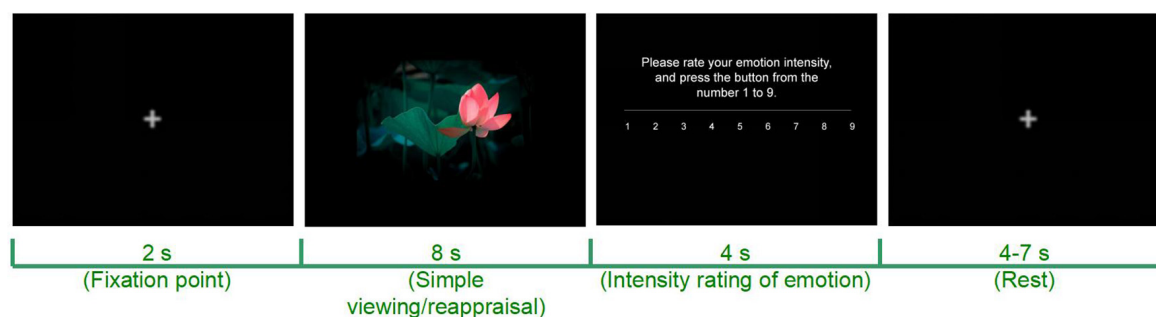 Please rate your emotion intensity,
and press the button from the
number 1 to 9.
1 2 3 4 5 6 7 8 9
2 s
(Fixation point)
8 s
(Simple
viewing/reappraisal)
4 s
(Intensity rating of emotion)
4-7 s
(Rest)